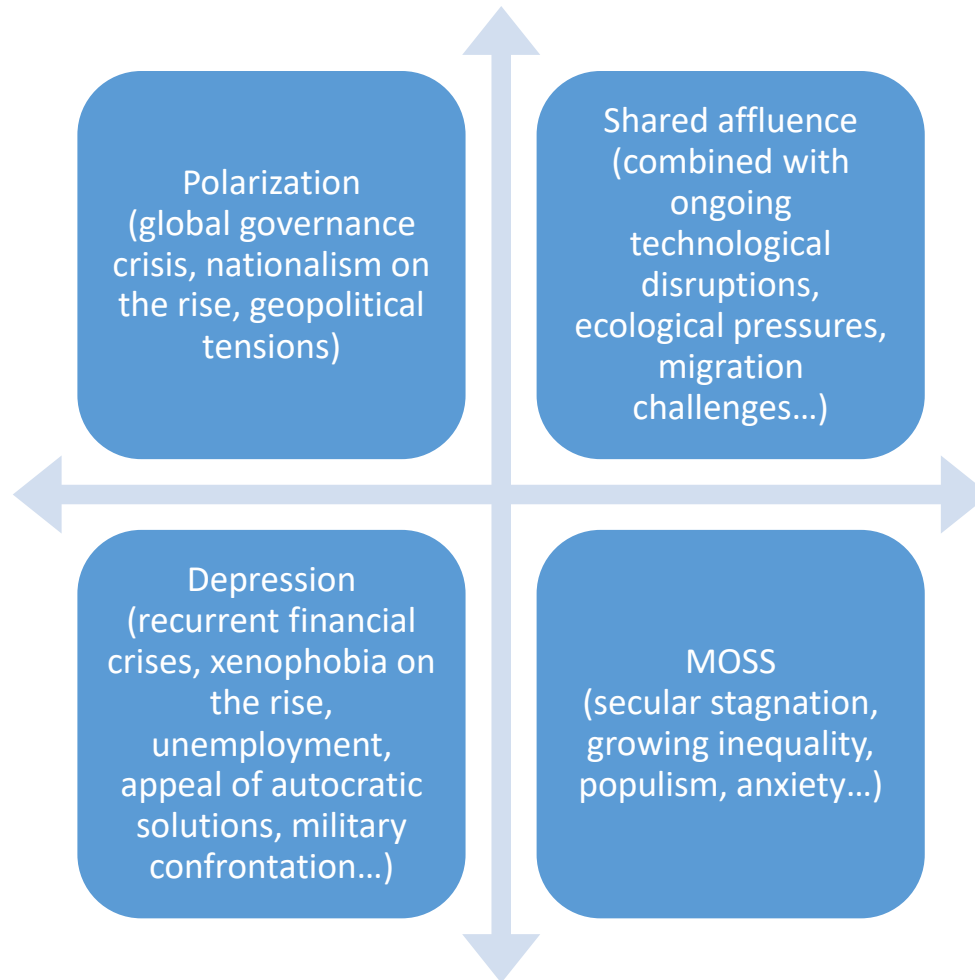 Polarization
(global governance
crisis, nationalism on
the rise, geopolitical
tensions)
Shared affluence
(combined with
ongoing
technological
disruptions,
ecological pressures,
migration
challenges…)
Depression
(recurrent financial
crises, xenophobia on
the rise,
unemployment,
appeal of autocratic
solutions, military
confrontation…)
MOSS
(secular stagnation,
growing inequality,
populism, anxiety…)